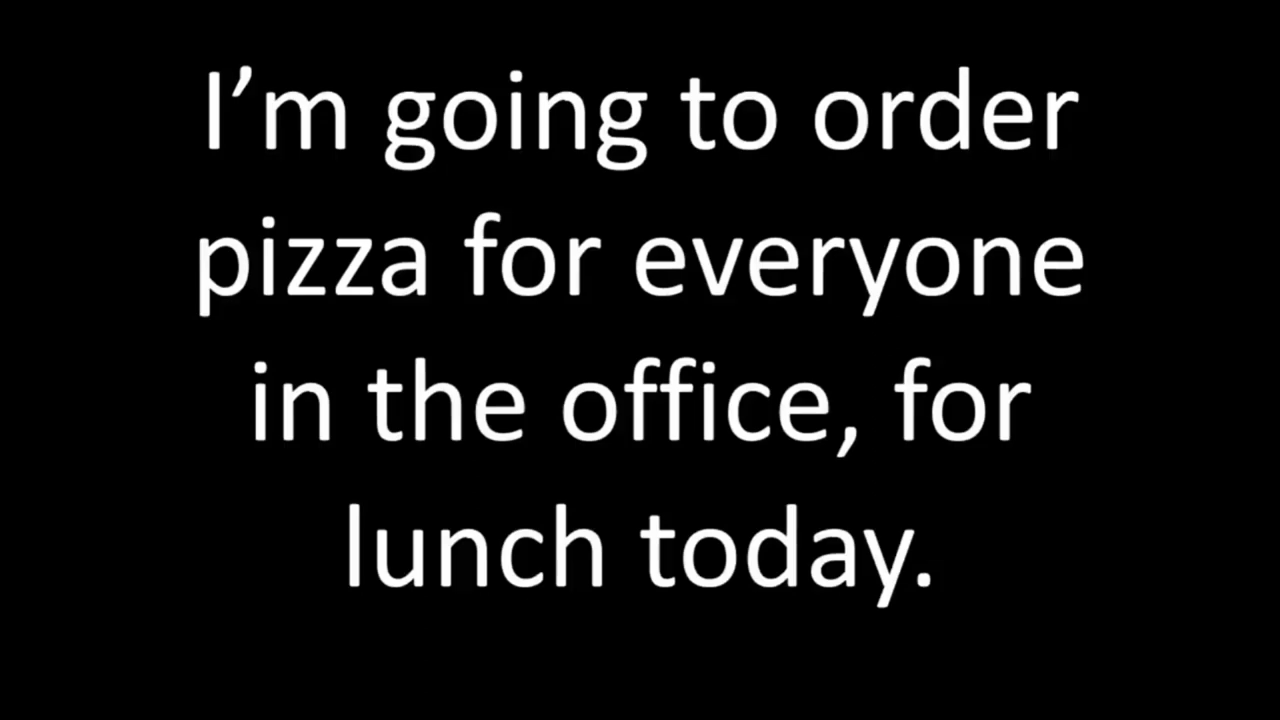 I’m going to order
pizza for everyone
in the office, for
lunch today.